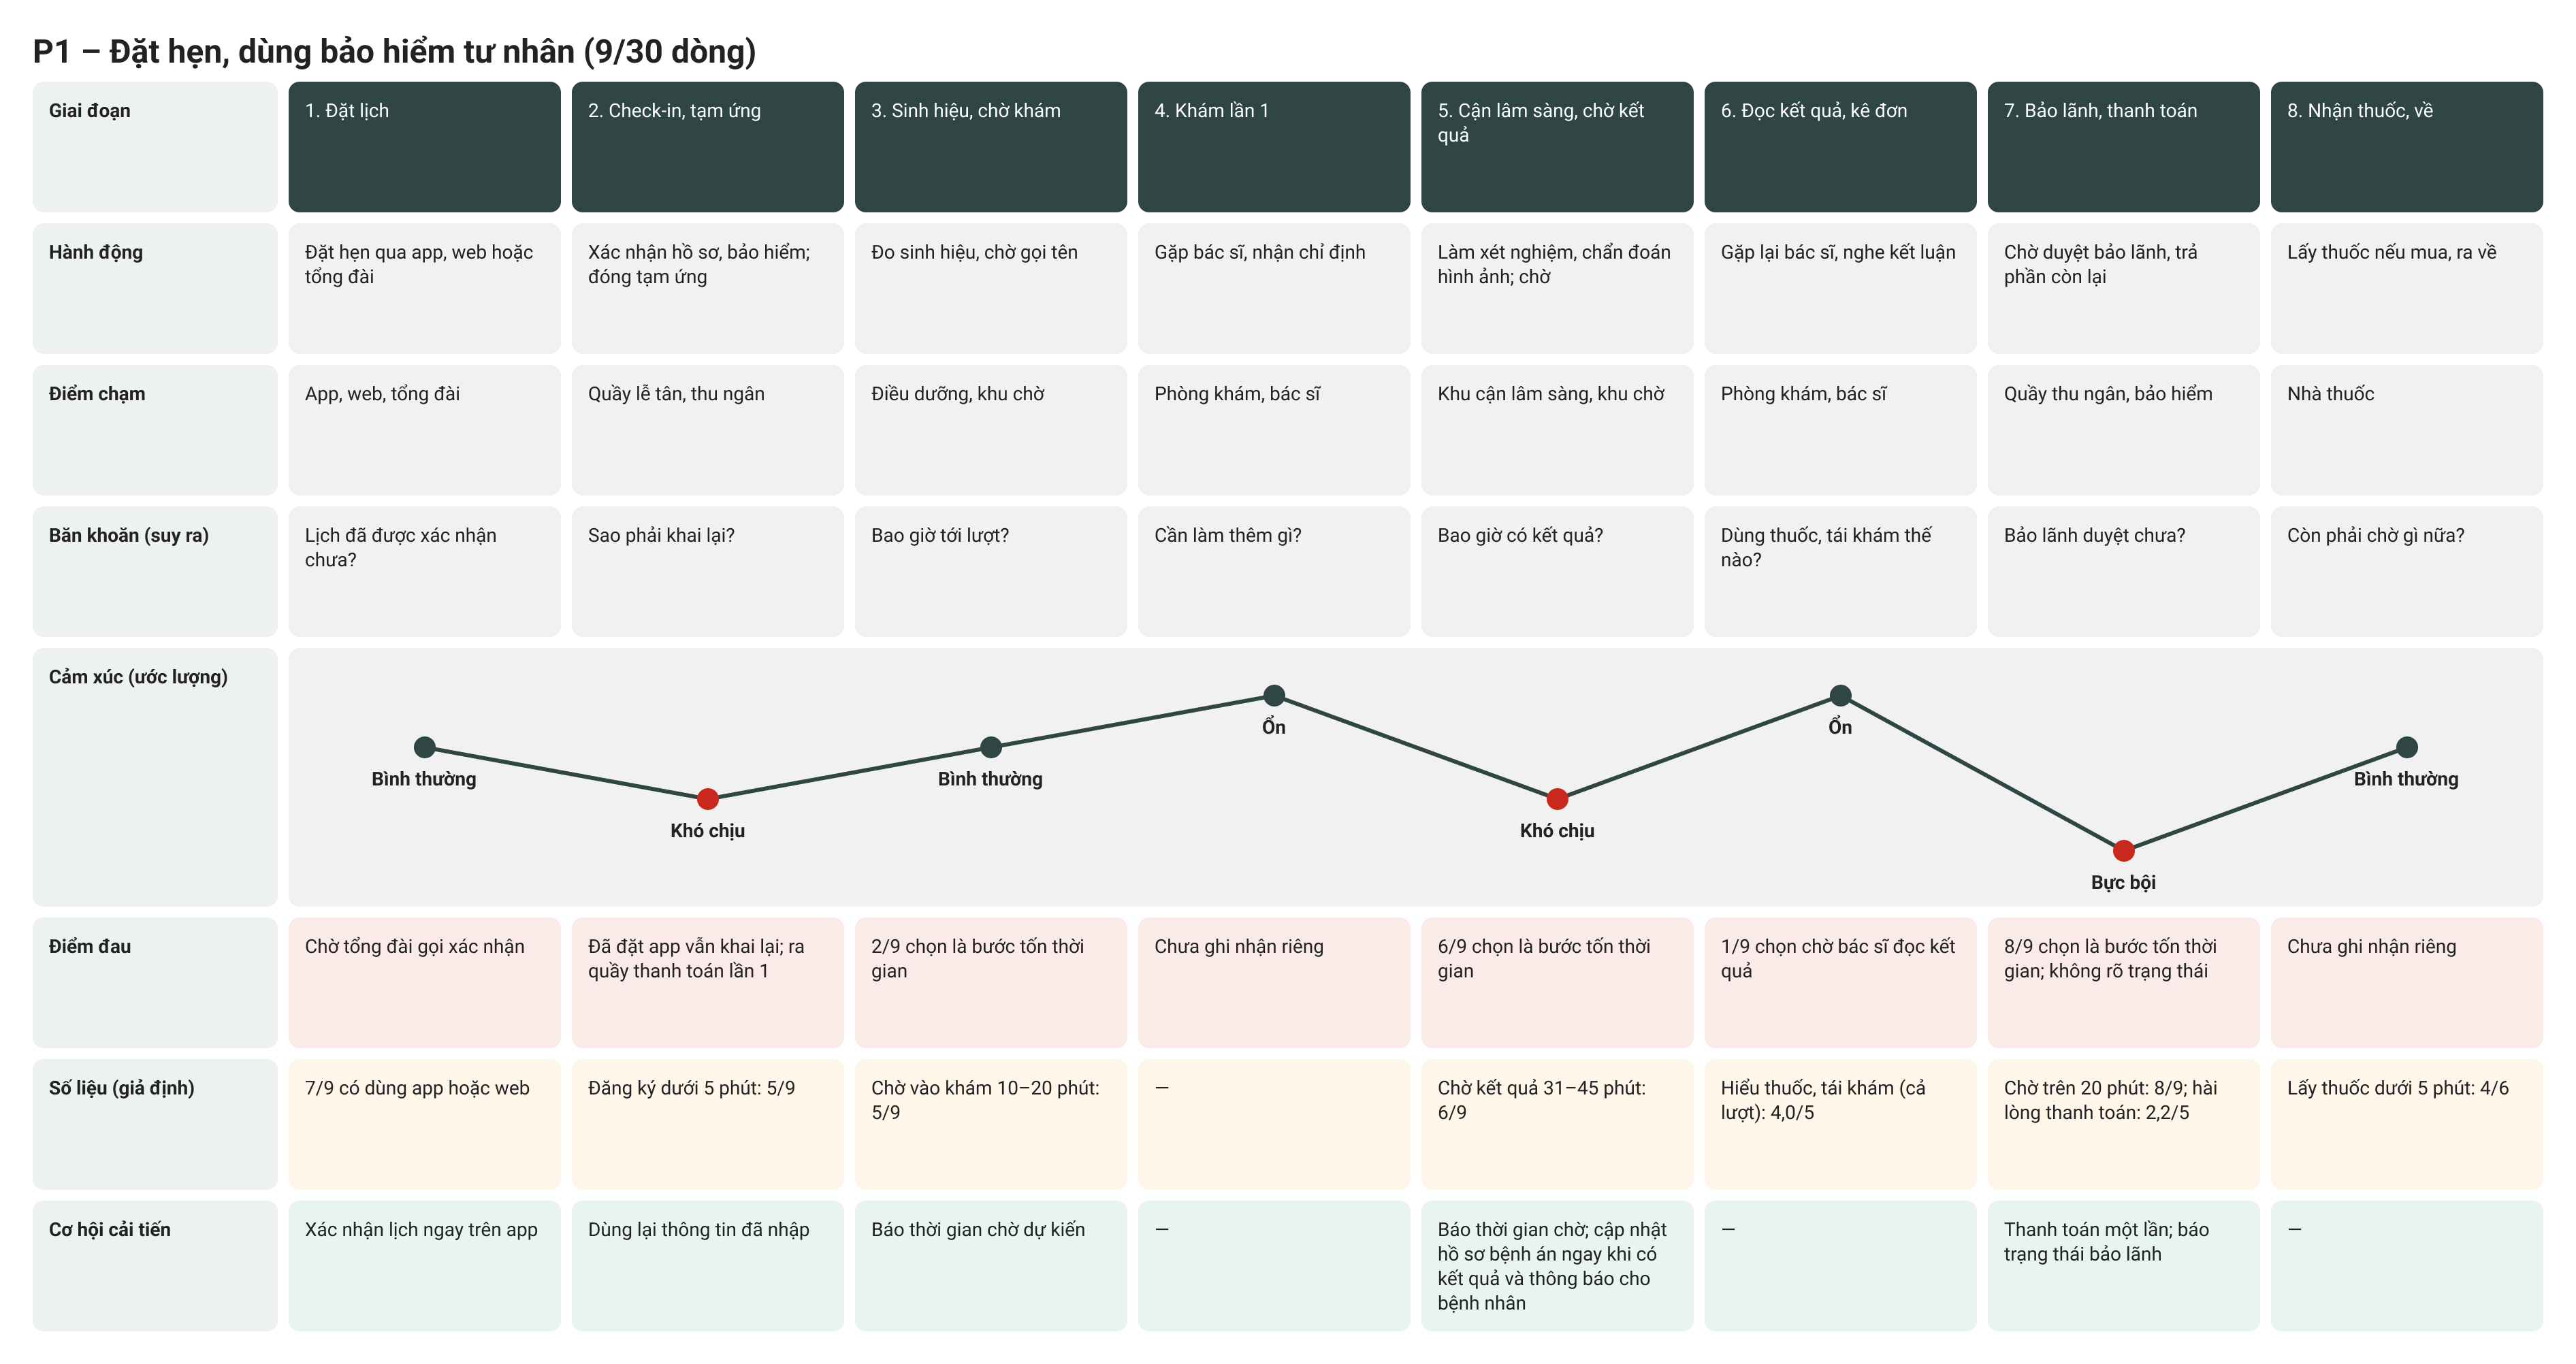 P1 – Đặt hẹn, dùng bảo hiểm tư nhân (9/30 dòng)
Giai đoạn
1. Đặt lịch
2. Check-in, tạm ứng
3. Sinh hiệu, chờ khám
4. Khám lần 1
5. Cận lâm sàng, chờ kết
quả
6. Đọc kết quả, kê đơn
7. Bảo lãnh, thanh toán
8. Nhận thuốc, về
Hành động
Đặt hẹn qua app, web hoặc
tổng đài
Xác nhận hồ sơ, bảo hiểm;
đóng tạm ứng
Đo sinh hiệu, chờ gọi tên
Gặp bác sĩ, nhận chỉ định
Làm xét nghiệm, chẩn đoán
hình ảnh; chờ
Gặp lại bác sĩ, nghe kết luận
Chờ duyệt bảo lãnh, trả
phần còn lại
Lấy thuốc nếu mua, ra về
Điểm chạm
App, web, tổng đài
Quầy lễ tân, thu ngân
Điều dưỡng, khu chờ
Phòng khám, bác sĩ
Khu cận lâm sàng, khu chờ
Phòng khám, bác sĩ
Quầy thu ngân, bảo hiểm
Nhà thuốc
Băn khoăn (suy ra)
Lịch đã được xác nhận
chưa?
Sao phải khai lại?
Bao giờ tới lượt?
Cần làm thêm gì?
Bao giờ có kết quả?
Dùng thuốc, tái khám thế
nào?
Bảo lãnh duyệt chưa?
Còn phải chờ gì nữa?
Cảm xúc (ước lượng)
Bình thường
Khó chịu
Bình thường
Ổn
Khó chịu
Ổn
Bực bội
Bình thường
Điểm đau
Chờ tổng đài gọi xác nhận
Đã đặt app vẫn khai lại; ra
quầy thanh toán lần 1
2/9 chọn là bước tốn thời
gian
Chưa ghi nhận riêng
6/9 chọn là bước tốn thời
gian
1/9 chọn chờ bác sĩ đọc kết
quả
8/9 chọn là bước tốn thời
gian; không rõ trạng thái
Chưa ghi nhận riêng
Số liệu (giả định)
7/9 có dùng app hoặc web
Đăng ký dưới 5 phút: 5/9
Chờ vào khám 10–20 phút:
5/9
—
Chờ kết quả 31–45 phút:
6/9
Hiểu thuốc, tái khám (cả
lượt): 4,0/5
Chờ trên 20 phút: 8/9; hài
lòng thanh toán: 2,2/5
Lấy thuốc dưới 5 phút: 4/6
Cơ hội cải tiến
Xác nhận lịch ngay trên app
Dùng lại thông tin đã nhập
Báo thời gian chờ dự kiến
—
Báo thời gian chờ; cập nhật
hồ sơ bệnh án ngay khi có
kết quả và thông báo cho
bệnh nhân
—
Thanh toán một lần; báo
trạng thái bảo lãnh
—